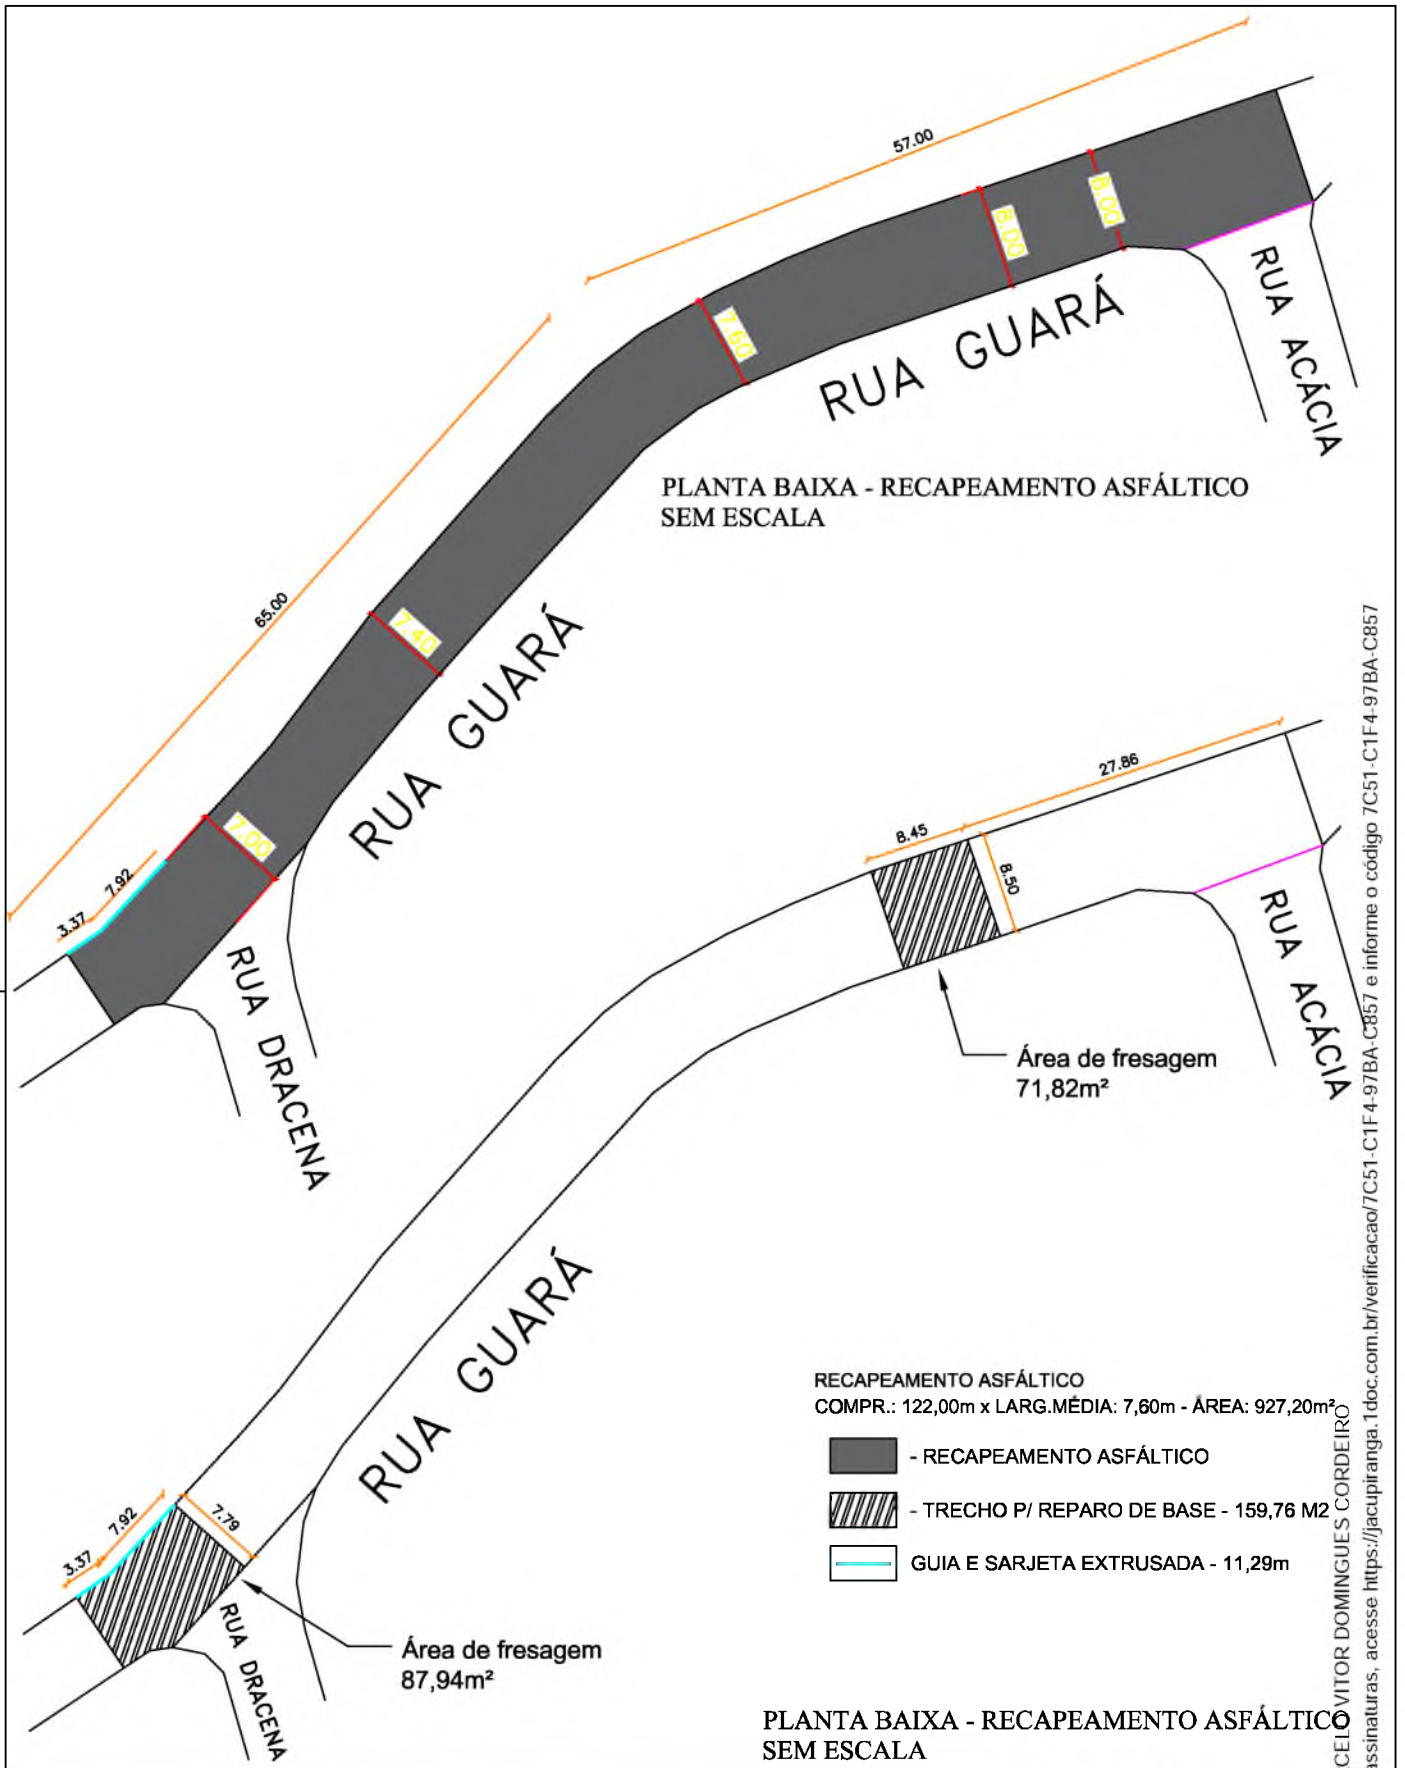 57.00
8.00
8.00
7.60
RUA GUARÁ
RUA ACÁCIA
PLANTA BAIXA - RECAPEAMENTO ASFÁLTICO
SEM ESCALA
65.00
7.40
RUA GUARÁ
7.00
7.92
3.37
RUA DRACENA
27.86
8.45
8.50
RUA ACÁCIA
Área de fresagem
71,82m²
RUA GUARÁ
RECAPEAMENTO ASFÁLTICO
COMPR.: 122,00m x LARG.MÉDIA: 7,60m - ÁREA: 927,20m²
- RECAPEAMENTO ASFÁLTICO
- TRECHO P/ REPARO DE BASE - 159,76 M2
GUIA E SARJETA EXTRUSADA - 11,29m
7.92
7.79
3.37
RUA DRACENA
Área de fresagem
87,94m²
PLANTA BAIXA - RECAPEAMENTO ASFÁLTICO
SEM ESCALA
CELO VITOR DOMINGUES CORDEIRO
assinaturas, acesse https://jacupiranga.1doc.com.br/verificacao/7C51-C1F4-97BA-C857 e informe o código 7C51-C1F4-97BA-C857